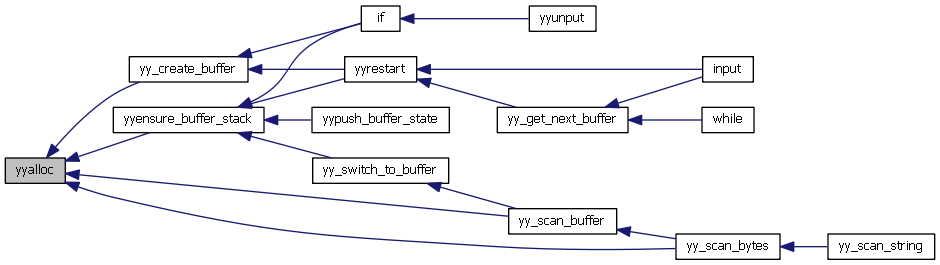 if
yyunput
yy_create_buffer
yyrestart
input
yyensure_buffer_stack
yypush_buffer_state
yy_get_next_buffer
while
yyalloc
yy_switch_to_buffer
yy_scan_buffer
yy_scan_bytes
yy_scan_string